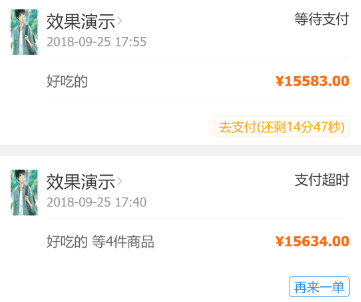 效果演示
等待支付
2018-09-25 17:55
好吃的
¥15583.00
去支付(还剩14分47秒)
效果演示
支付超时
2018-09-25 17:40
好吃的 等4件商品
¥15634.00
再来一单